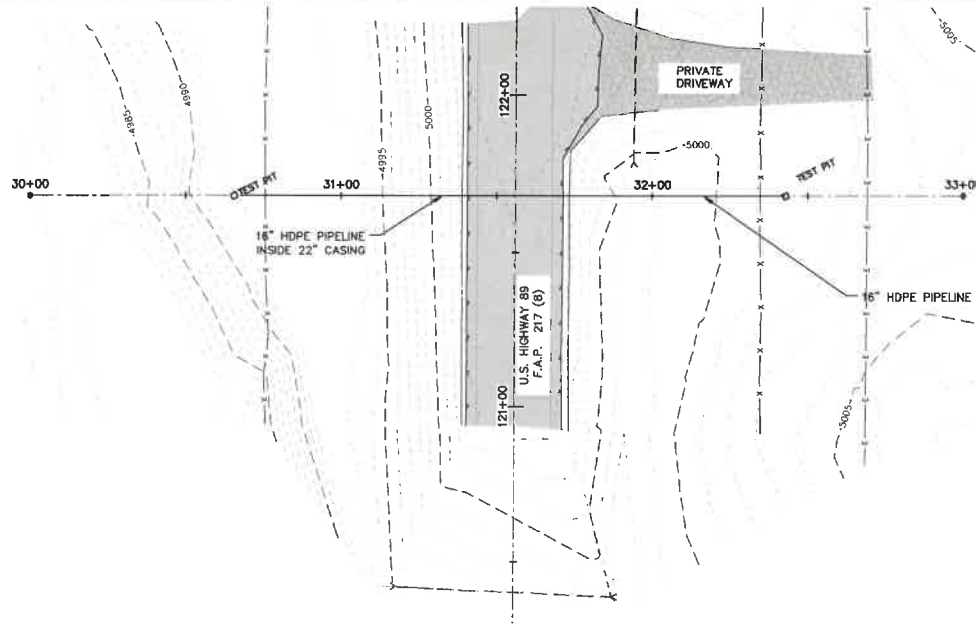 -5005-
-4990-
-4985-
PRIVATE
DRIVEWAY
122+00
5000
-4995
-5000-
TEST PIT
TEST PIT
30+00
31+00
32+00
33+00
16" HDPE PIPELINE
INSIDE 22" CASING
16" HDPE PIPELINE
U.S. HIGHWAY 89
F.A.P. 217 (8)
121+00
-5005-